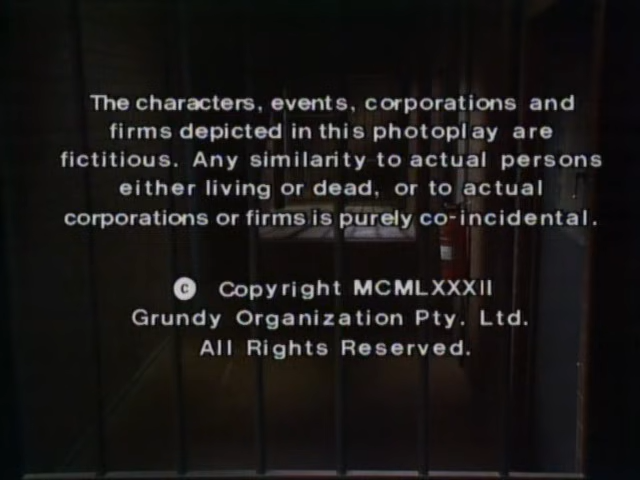 The characters, events, corporations and
firms depicted in this photoplay are
fictitious. Any similarity to actual persons
either living or dead, or to actual
corporations or firms is purely co-incidental.
© Copyright MCMLXXXII
Grundy Organization Pty. Ltd.
All Rights Reserved.